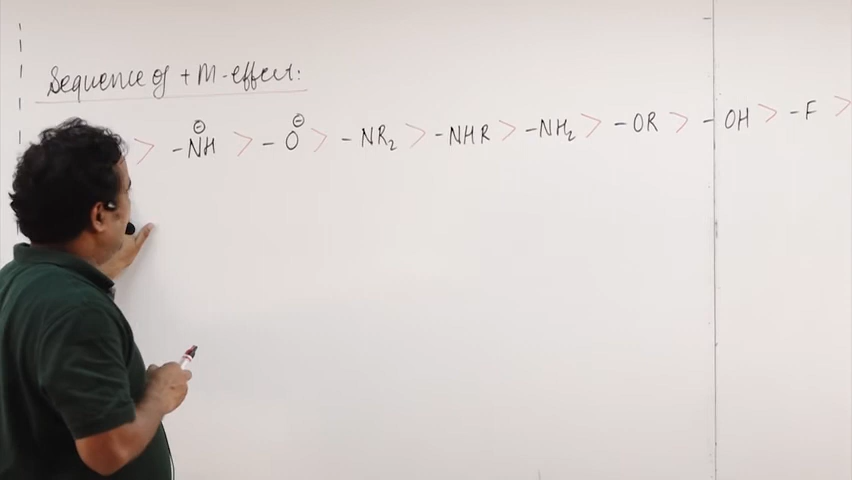 Sequence of +M-effect:
> -N⊖H > -O⊖ > -NR₂ > -NHR > -NH₂ > -OR > -OH > -F >